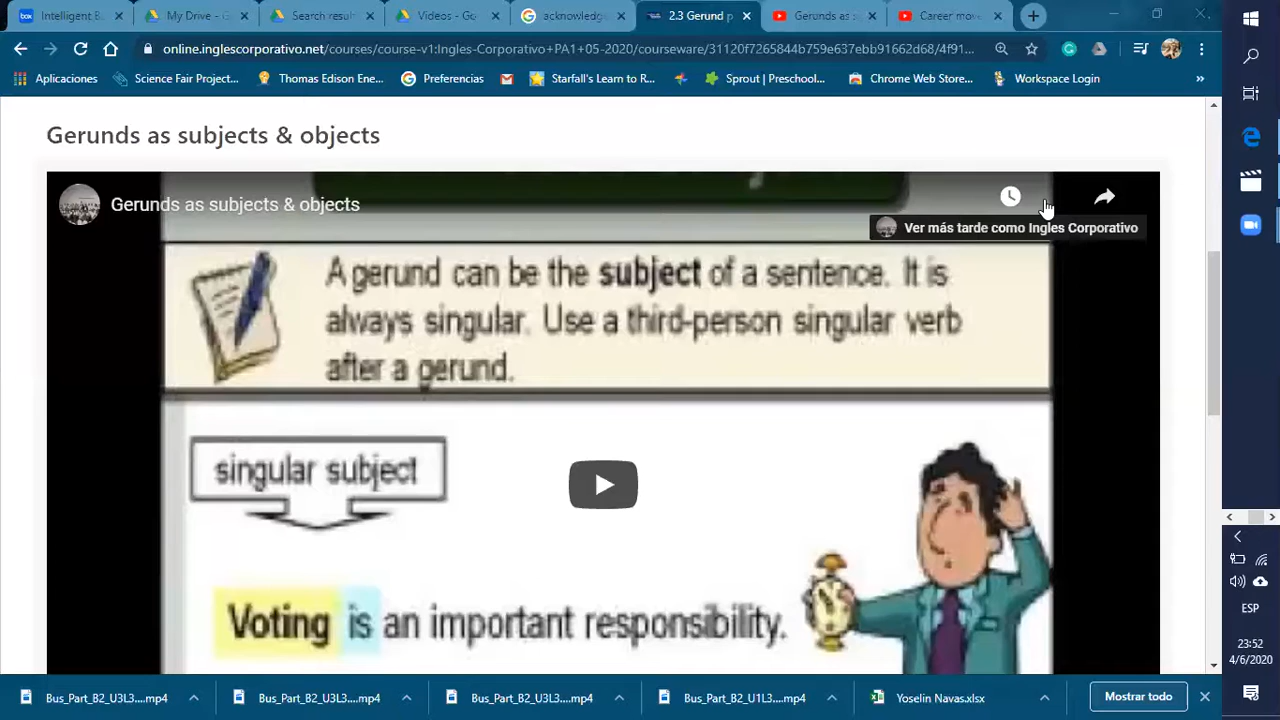 Intelligent B
My Drive - G
Search resul
Videos - Go
acknowledg
2.3 Gerund p
Gerunds as s
Career mov
online.inglescorporativo.net/courses/course-v1:Ingles-Corporativo+PA1+05-2020/courseware/31120f7265844b759e637ebb91662d68/4f91...
Aplicaciones
Science Fair Project...
Thomas Edison Ene...
Preferencias
Starfall's Learn to R...
Sprout | Preschool...
Chrome Web Store...
Workspace Login
»
Gerunds as subjects & objects
Gerunds as subjects & objects
Ver más tarde como Ingles Corporativo
A gerund can be the subject of a sentence. It is
always singular. Use a third-person singular verb
after a gerund.
singular subject
Voting is an important responsibility.
ESP
23:52
4/6/2020
Bus_Part_B2_U3L3....mp4
Bus_Part_B2_U3L3....mp4
Bus_Part_B2_U3L3....mp4
Bus_Part_B2_U1L3....mp4
Yoselin Navas.xlsx
Mostrar todo